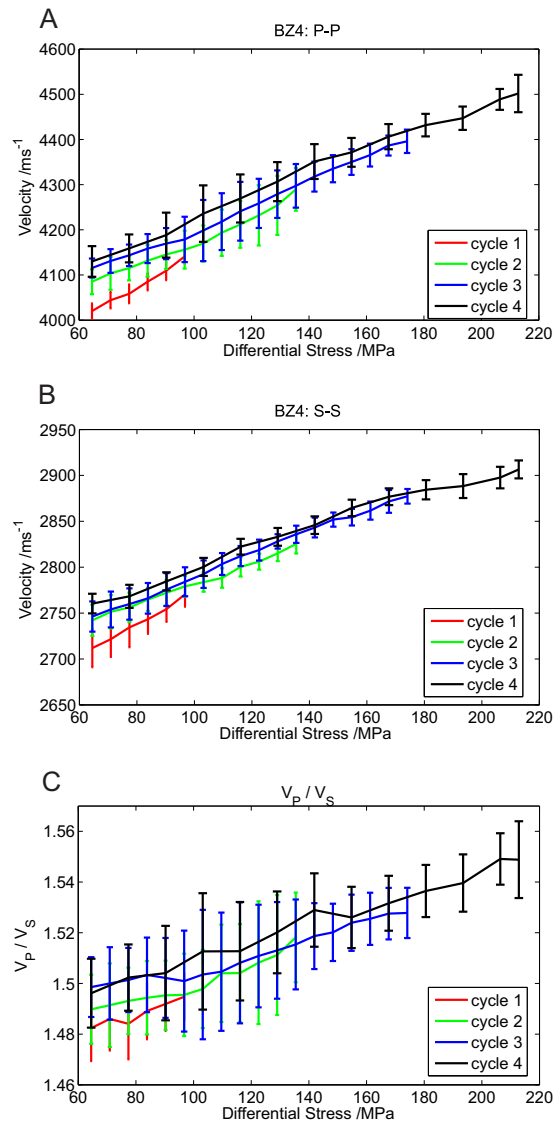 A
BZ4: P-P
4600
4500
4400
4300
4200
4100
4000
Velocity /ms⁻¹
60 80 100 120 140 160 180 200 220
Differential Stress /MPa
cycle 1
cycle 2
cycle 3
cycle 4
B
BZ4: S-S
2950
2900
2850
2800
2750
2700
2650
Velocity /ms⁻¹
60 80 100 120 140 160 180 200 220
Differential Stress /MPa
cycle 1
cycle 2
cycle 3
cycle 4
C
V_P / V_S
1.56
1.54
1.52
1.5
1.48
1.46
V_P / V_S
60 80 100 120 140 160 180 200 220
Differential Stress /MPa
cycle 1
cycle 2
cycle 3
cycle 4